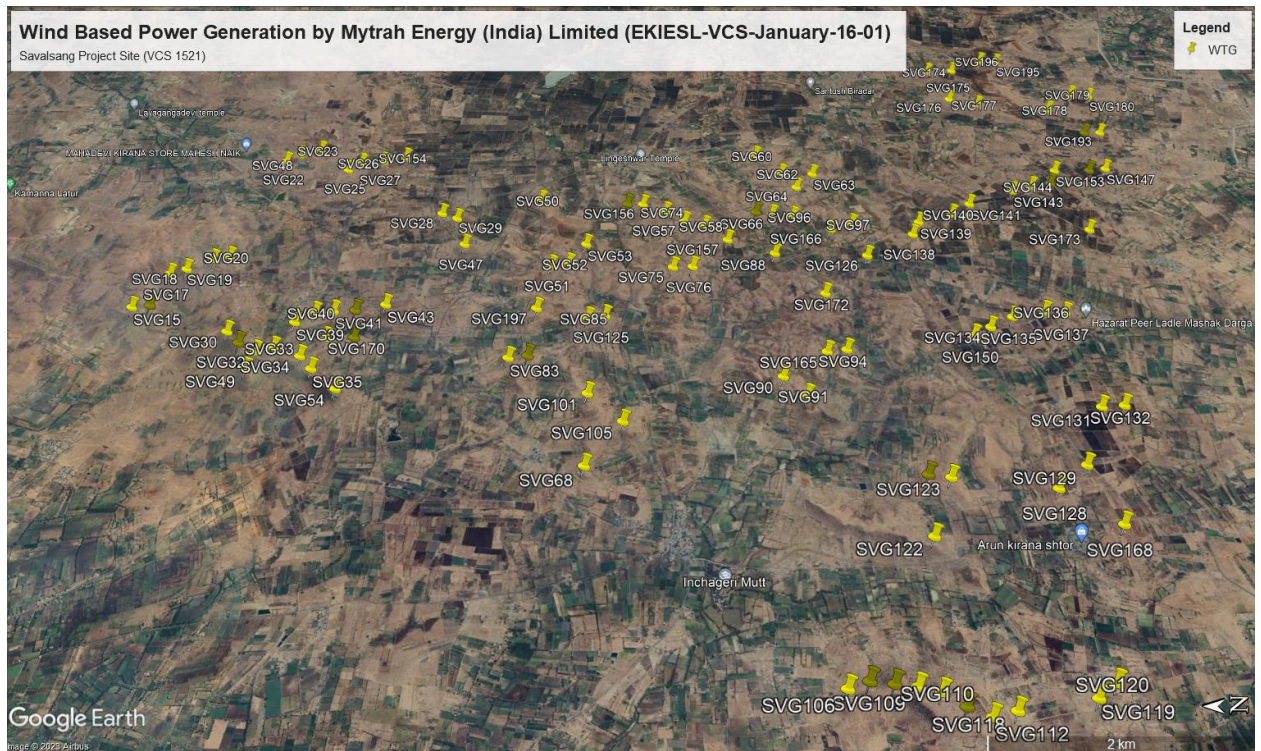 Wind Based Power Generation by Mytrah Energy (India) Limited (EKIESL-VCS-January-16-01)
Savalsang Project Site (VCS 1521)
Legend
WTG
SVG174
SVG196
SVG195
SVG175
Santosh Biradar
SVG176
SVG177
SVG179
SVG178
SVG180
Layagangadevi temple
SVG193
MAHADEVI KIRANA STORE MAHESH NAIK
SVG23
SVG48
SVG26
SVG154
SVG22
SVG27
SVG25
Lingeshwar Temple
SVG60
SVG62
SVG63
SVG64
SVG153
SVG147
SVG144
SVG143
Kamanna Latur
SVG50
SVG156
SVG74
SVG28
SVG29
SVG57
SVG58
SVG66
SVG96
SVG97
SVG140
SVG141
SVG139
SVG173
SVG47
SVG53
SVG157
SVG166
SVG20
SVG18
SVG19
SVG52
SVG51
SVG75
SVG76
SVG88
SVG126
SVG138
SVG17
SVG15
SVG40
SVG41
SVG43
SVG197
SVG85
SVG125
SVG172
SVG136
Hazarat Peer Ladle Mashak Darga
SVG30
SVG39
SVG170
SVG134
SVG135
SVG137
SVG150
SVG32
SVG33
SVG34
SVG49
SVG35
SVG54
SVG83
SVG165
SVG94
SVG90
SVG91
SVG101
SVG105
SVG131
SVG132
SVG68
SVG123
SVG129
SVG128
SVG122
Arun kirana shtor
SVG168
Inchageri Mutt
SVG106
SVG109
SVG110
SVG120
SVG119
SVG118
SVG112
N
Google Earth
Image © 2023 Airbus
2 km